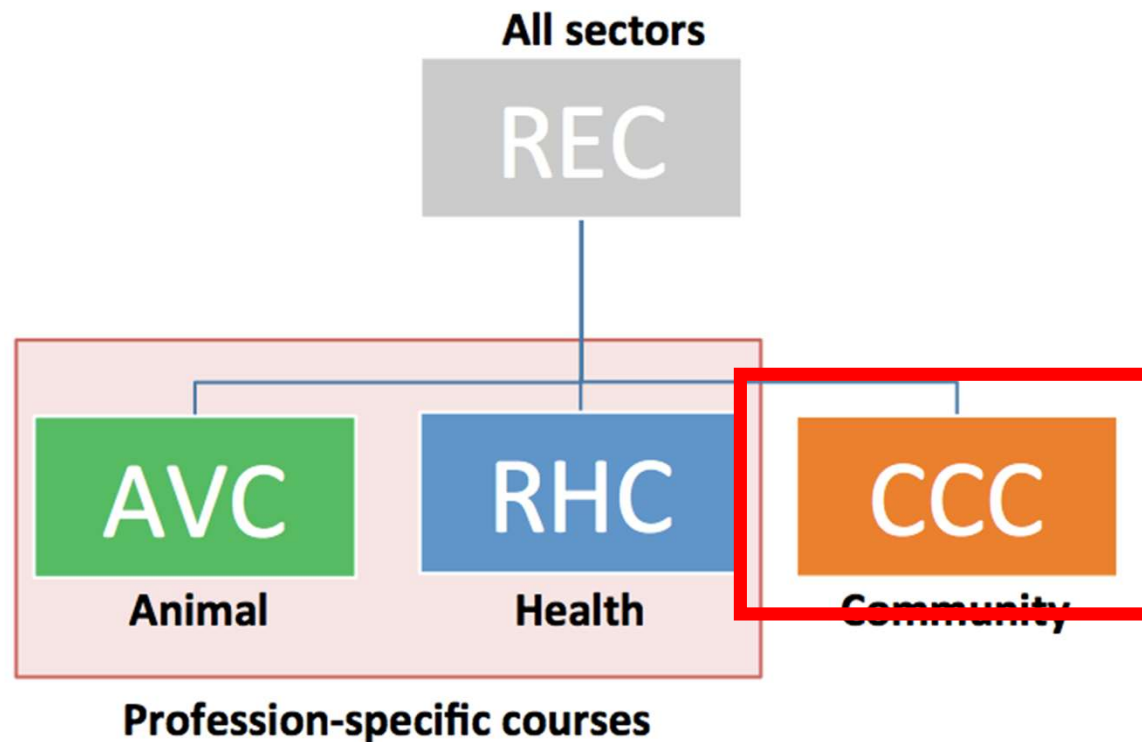 All sectors
REC
AVC
RHC
CCC
Animal
Health
Community
Profession-specific courses